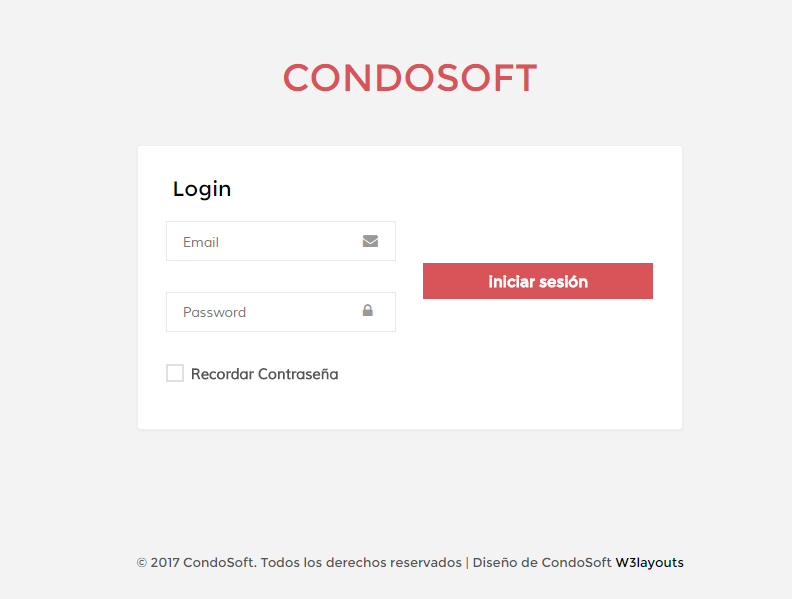 CONDOSOFT
Login
Email
iniciar sesión
Password
Recordar Contraseña
© 2017 CondoSoft. Todos los derechos reservados | Diseño de CondoSoft W3layouts